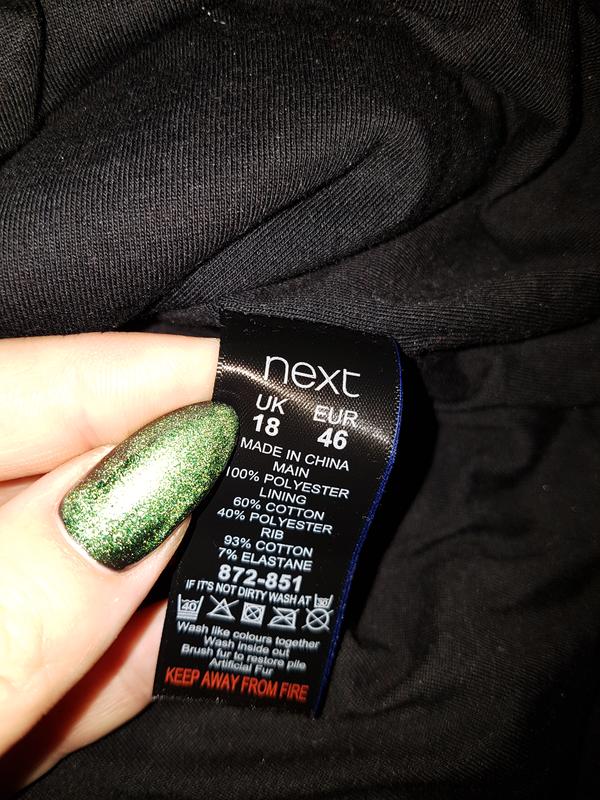 next
UK EUR
18 46
MADE IN CHINA
MAIN
100% POLYESTER
LINING
60% COTTON
40% POLYESTER
RIB
93% COTTON
7% ELASTANE
872-851
IF IT'S NOT DIRTY WASH AT 30
40
Wash like colours together
Wash inside out
Brush fur to restore pile
Artificial Fur
KEEP AWAY FROM FIRE